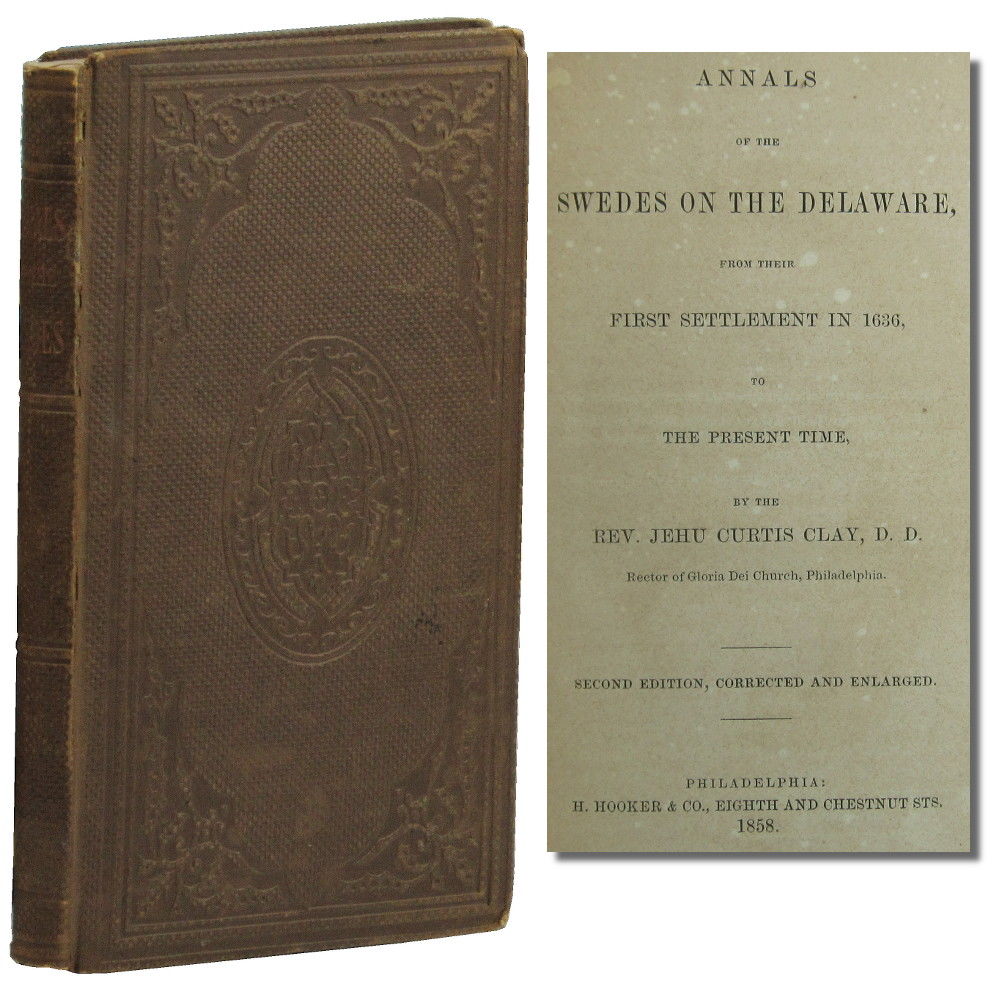 ANNALS
OF THE
SWEDES ON THE DELAWARE,
FROM THEIR
FIRST SETTLEMENT IN 1636,
TO
THE PRESENT TIME,
BY THE
REV. JEHU CURTIS CLAY, D. D.
Rector of Gloria Dei Church, Philadelphia.
SECOND EDITION, CORRECTED AND ENLARGED.
PHILADELPHIA:
H. HOOKER & CO., EIGHTH AND CHESTNUT STS.
1858.